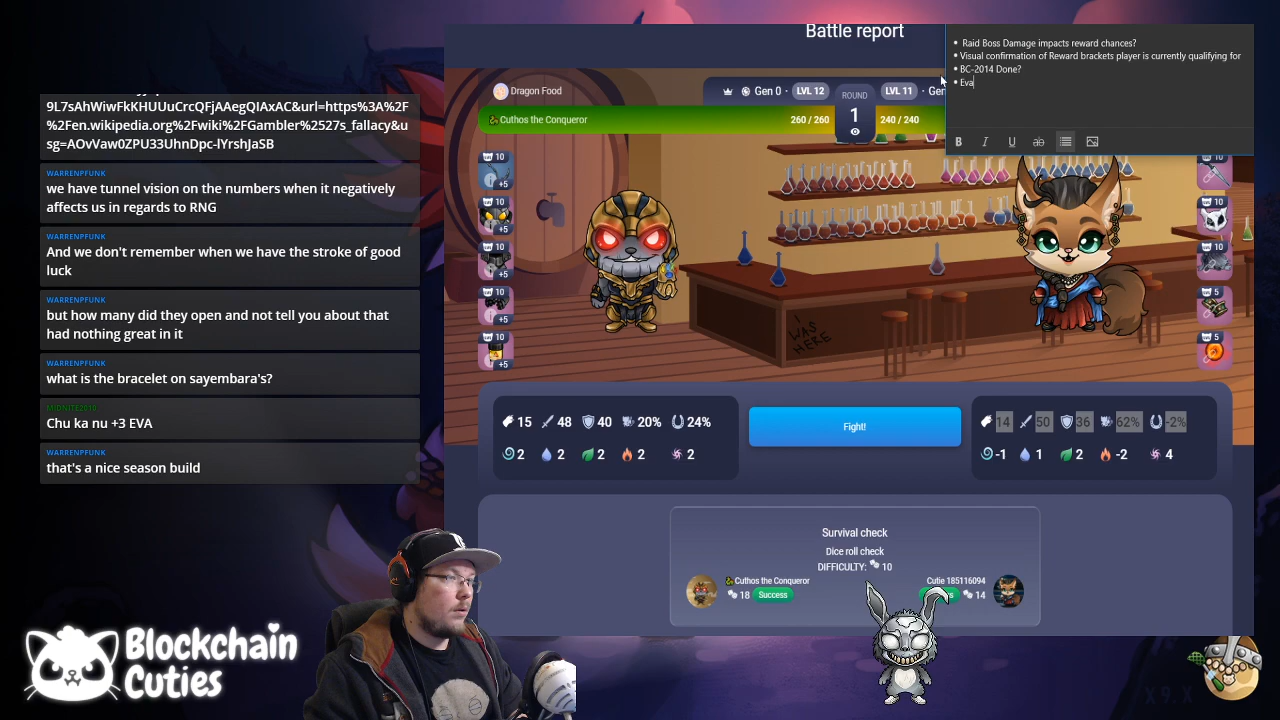 Battle report
• Raid Boss Damage impacts reward chances?
• Visual confirmation of Reward brackets player is currently qualifying for
• BC-2014 Done?
• Eva
B I U ab
9L7sAhWiwFkKHUUuCrcQFjAAegQIAxAC&url=https%3A%2F
%2Fen.wikipedia.org%2Fwiki%2FGambler%2527s_fallacy&u
sg=AOvVaw0ZPU33UhnDpc-lYrshJaSB
WARRENPFUNK
we have tunnel vision on the numbers when it negatively
affects us in regards to RNG
WARRENPFUNK
And we don't remember when we have the stroke of good
luck
WARRENPFUNK
but how many did they open and not tell you about that
had nothing great in it
WARRENPFUNK
what is the bracelet on sayembara's?
MIDNITE2010
Chu ka nu +3 EVA
WARRENPFUNK
that's a nice season build
Dragon Food
Gen 0 · LVL 12
ROUND
1
LVL 11 · Gen
Cuthos the Conqueror
260 / 260
240 / 240
10
+5
10
+5
10
+5
10
+5
10
+5
10
10
10
5
5
I WAS
HERE
15 48 40 20% 24%
2 2 2 2 2
Fight!
14 50 36 62% -2%
-1 1 2 -2 4
Survival check
Dice roll check
DIFFICULTY: 10
Cuthos the Conqueror
18 Success
Cutie 185116094
14
Blockchain
Cuties